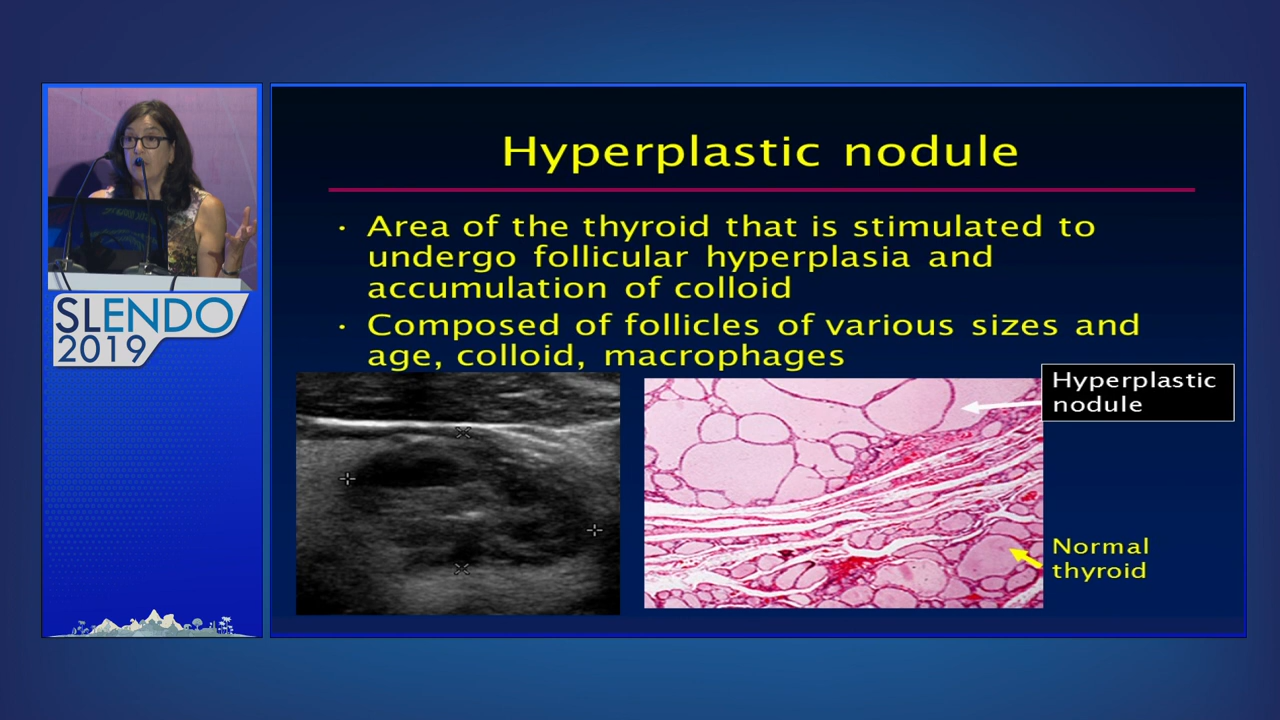 SLENDO
2019
Hyperplastic nodule
• Area of the thyroid that is stimulated to
undergo follicular hyperplasia and
accumulation of colloid
• Composed of follicles of various sizes and
age, colloid, macrophages
Hyperplastic
nodule
Normal
thyroid